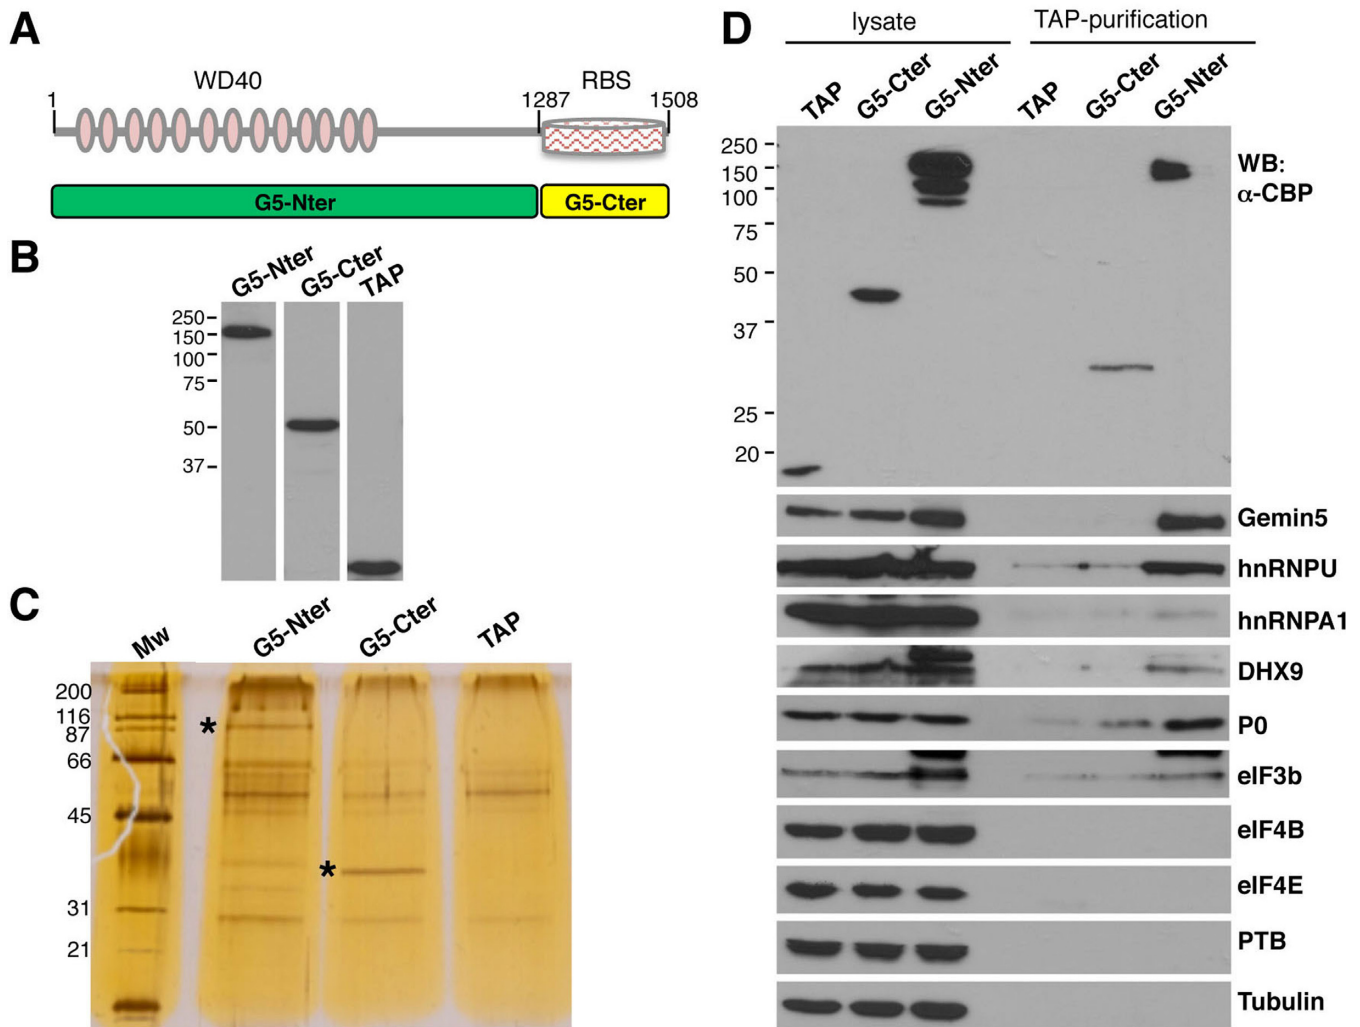 A
WD40
RBS
1
1287
1508
G5-Nter
G5-Cter
B
G5-Nter
G5-Cter
TAP
250
150
100
75
50
37
C
Mw
G5-Nter
G5-Cter
TAP
200
116
87
66
45
31
21
*
*
D
lysate
TAP-purification
TAP
G5-Cter
G5-Nter
TAP
G5-Cter
G5-Nter
250
150
100
75
50
37
25
20
WB:
α-CBP
Gemin5
hnRNPU
hnRNPA1
DHX9
P0
eIF3b
eIF4B
eIF4E
PTB
Tubulin